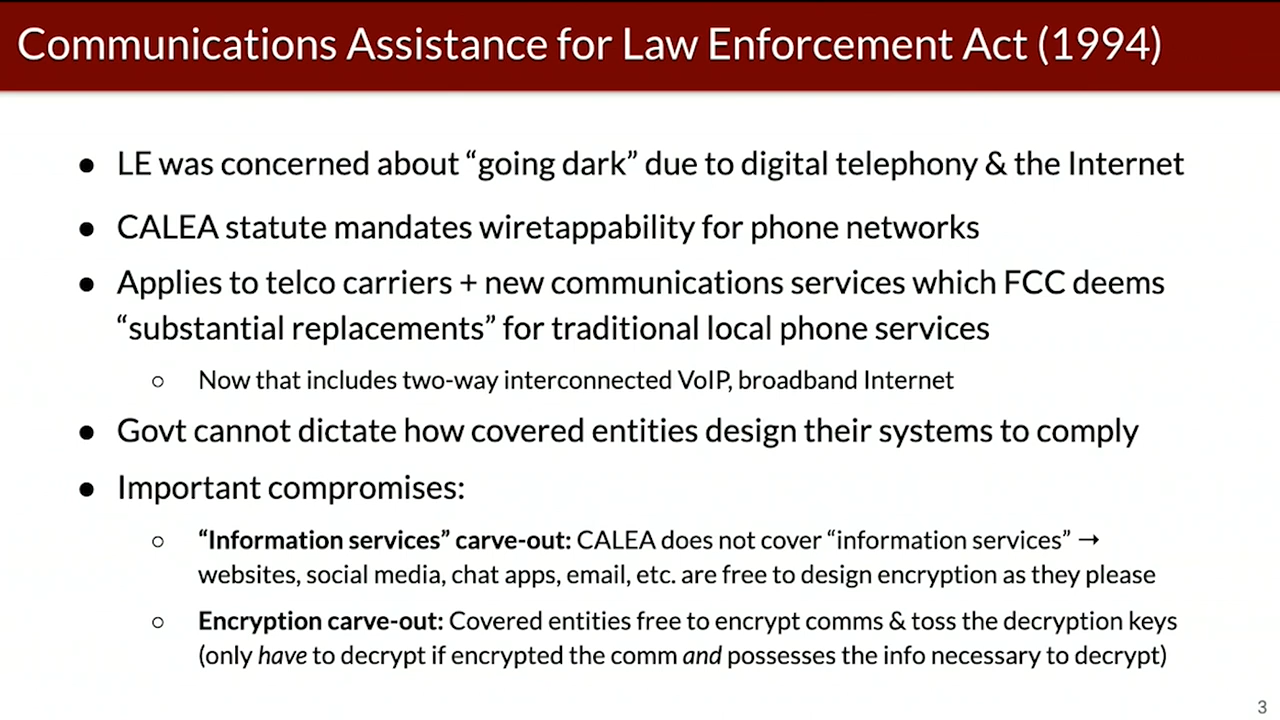 Communications Assistance for Law Enforcement Act (1994)
● LE was concerned about “going dark” due to digital telephony & the Internet
● CALEA statute mandates wiretappability for phone networks
● Applies to telco carriers + new communications services which FCC deems
“substantial replacements” for traditional local phone services
○ Now that includes two-way interconnected VoIP, broadband Internet
● Govt cannot dictate how covered entities design their systems to comply
● Important compromises:
○ “Information services” carve-out: CALEA does not cover “information services” →
websites, social media, chat apps, email, etc. are free to design encryption as they please
○ Encryption carve-out: Covered entities free to encrypt comms & toss the decryption keys
(only have to decrypt if encrypted the comm and possesses the info necessary to decrypt)
3